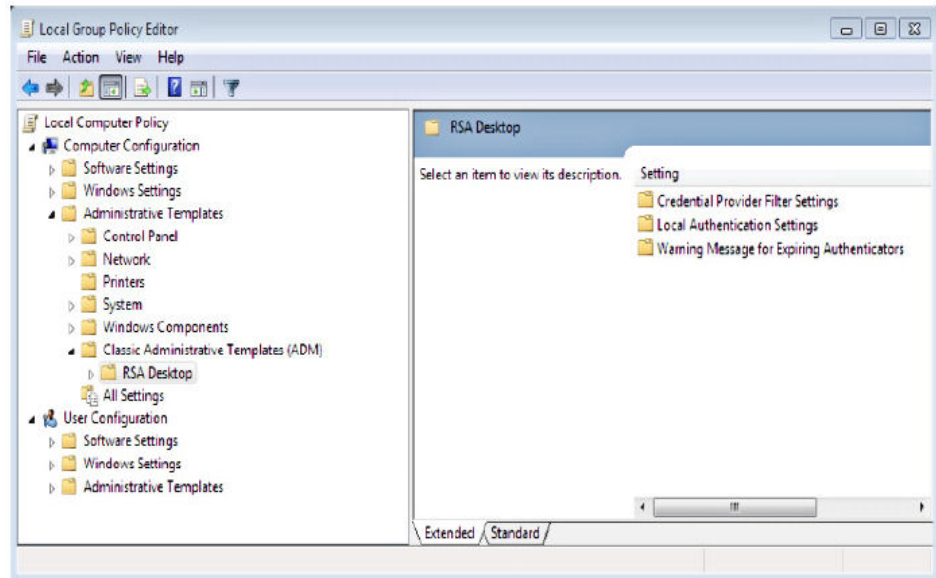 Local Group Policy Editor
File Action View Help
Local Computer Policy
Computer Configuration
Software Settings
Windows Settings
Administrative Templates
Control Panel
Network
Printers
System
Windows Components
Classic Administrative Templates (ADM)
RSA Desktop
All Settings
User Configuration
Software Settings
Windows Settings
Administrative Templates
RSA Desktop
Select an item to view its description.
Setting
Credential Provider Filter Settings
Local Authentication Settings
Warning Message for Expiring Authenticators
Extended Standard